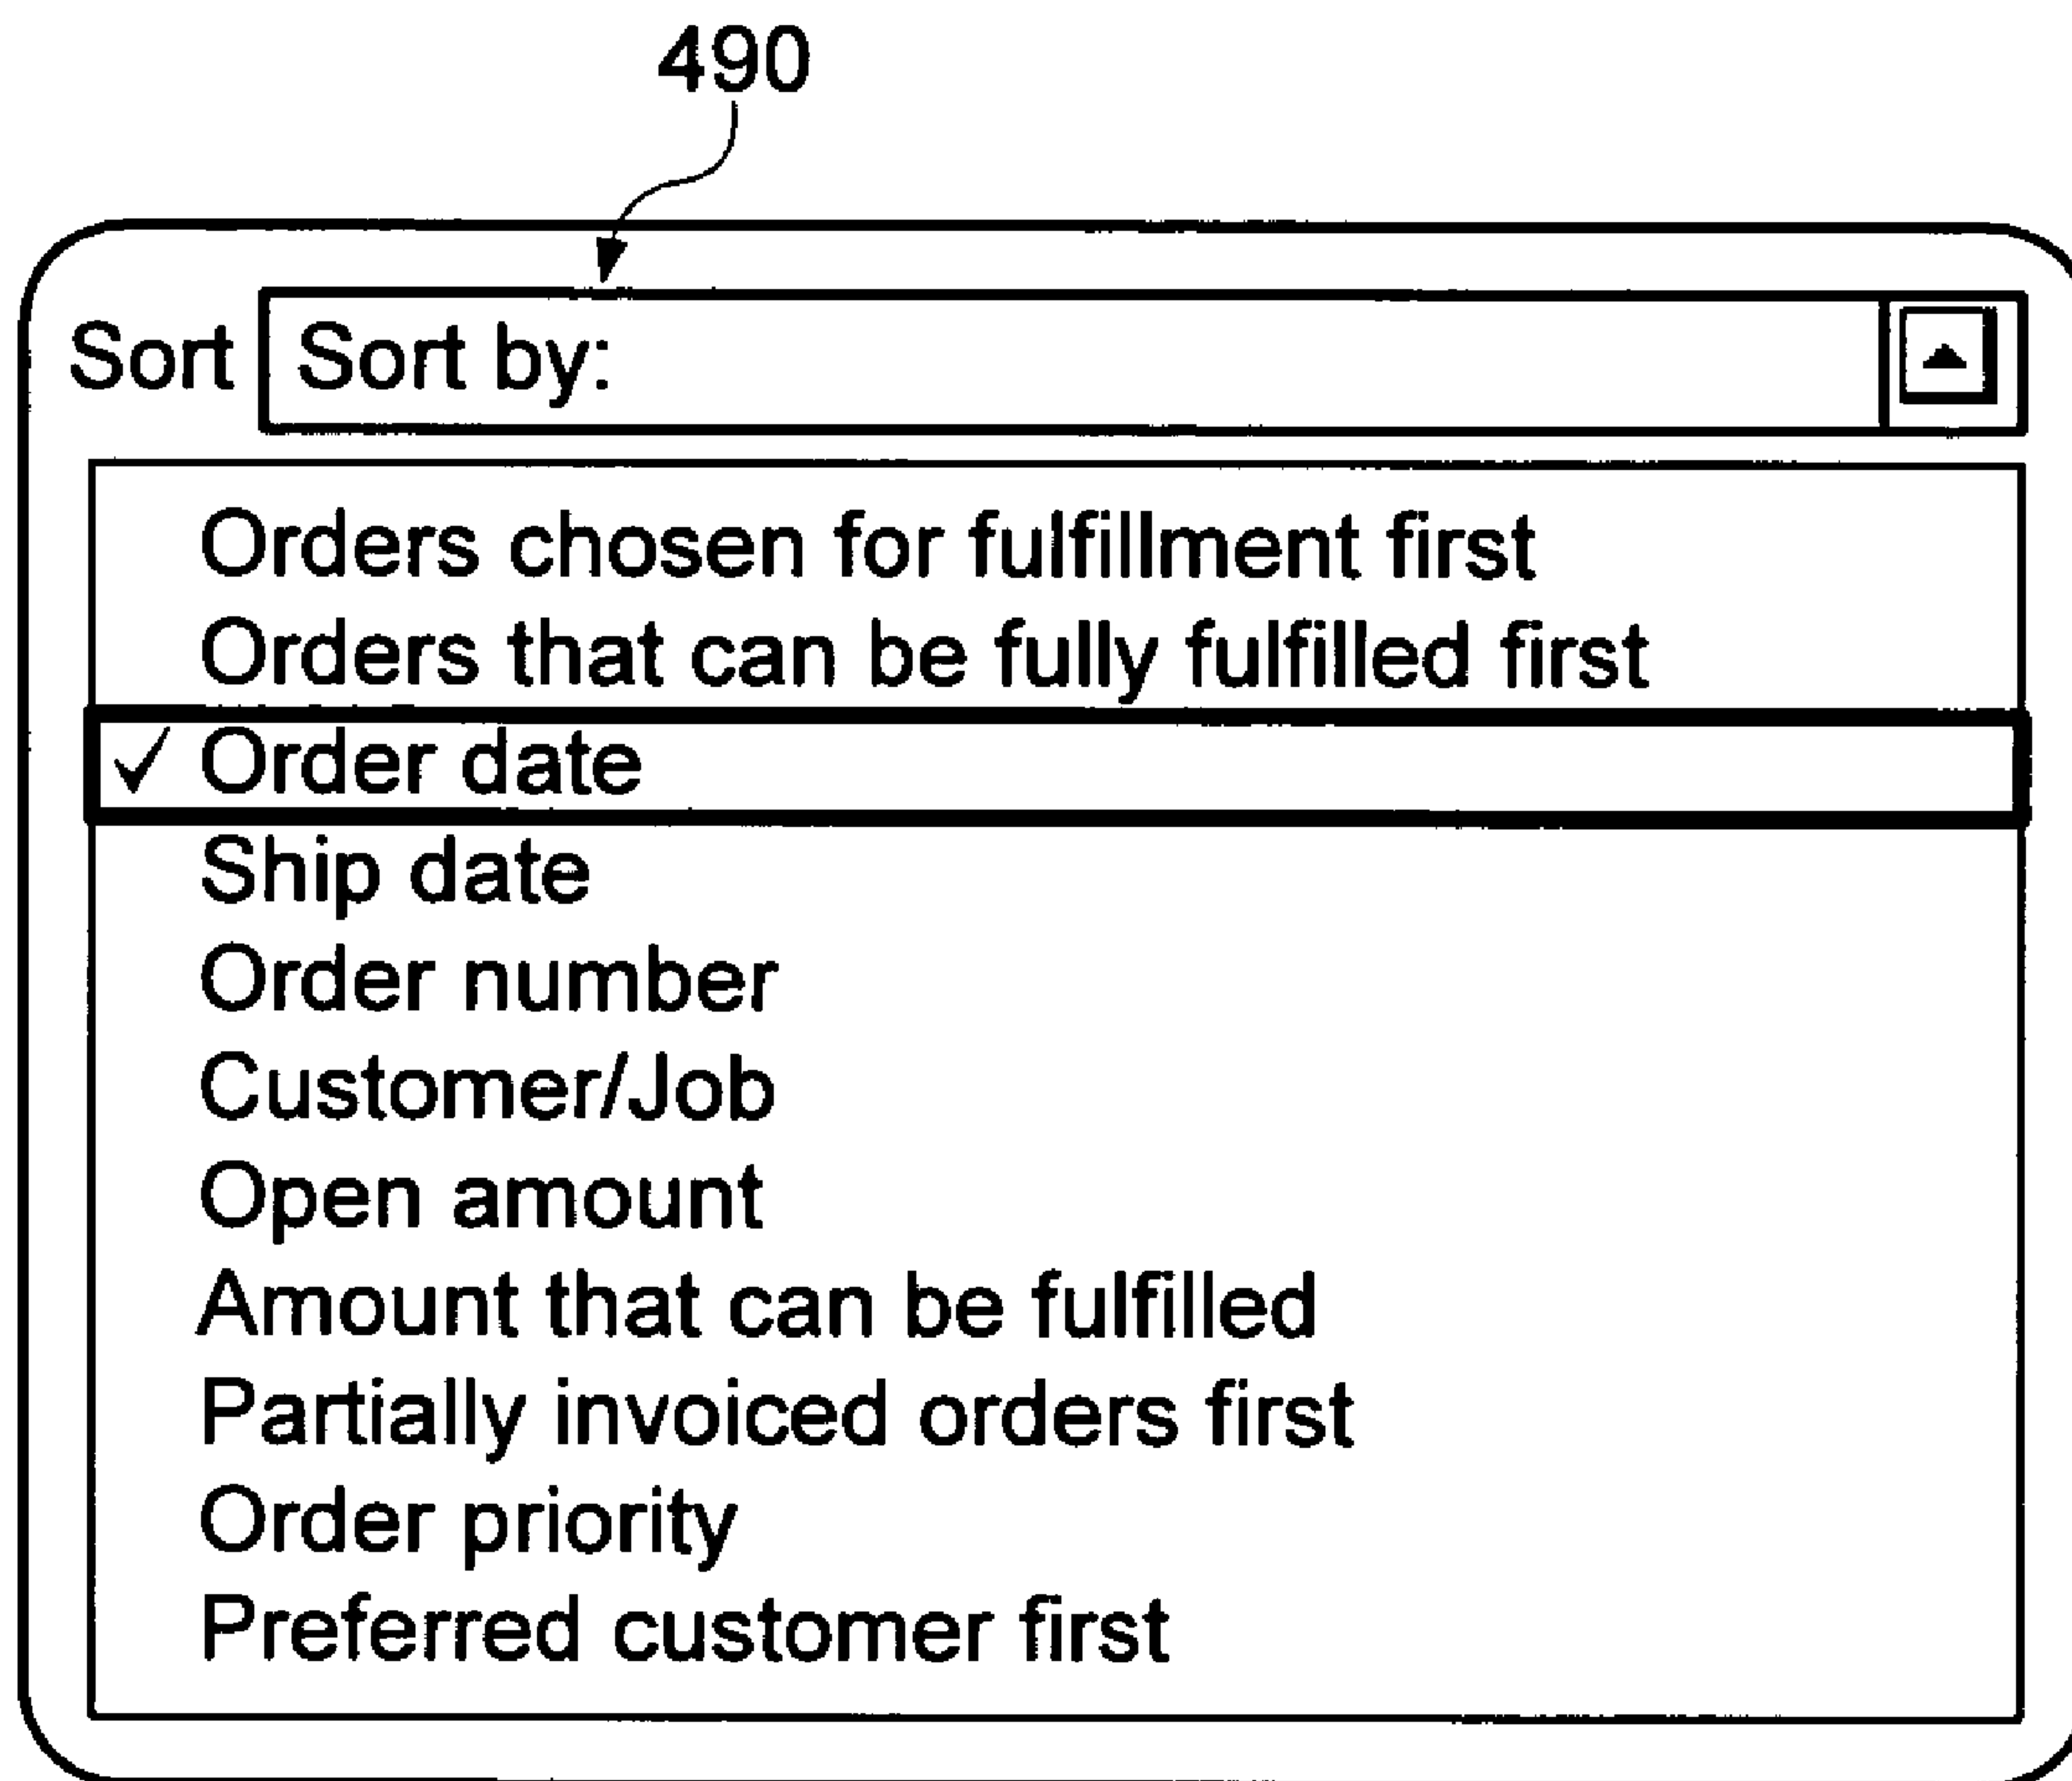 490
Sort Sort by:
Orders chosen for fulfillment first
Orders that can be fully fulfilled first
✓ Order date
Ship date
Order number
Customer/Job
Open amount
Amount that can be fulfilled
Partially invoiced orders first
Order priority
Preferred customer first